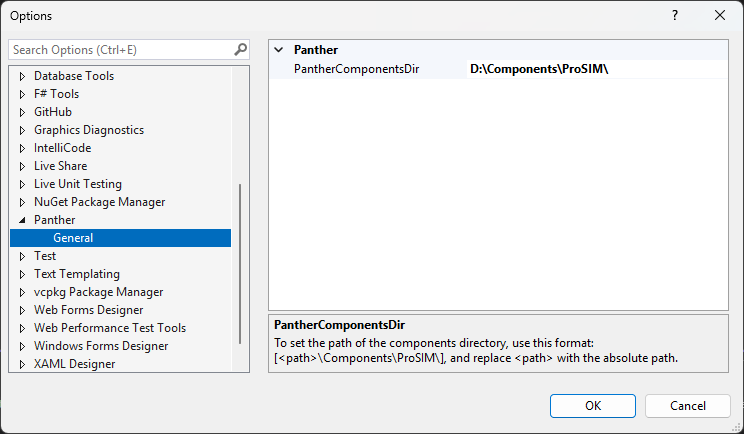 Options
?
Search Options (Ctrl+E)
Database Tools
F# Tools
GitHub
Graphics Diagnostics
IntelliCode
Live Share
Live Unit Testing
NuGet Package Manager
Panther
General
Test
Text Templating
vcpkg Package Manager
Web Forms Designer
Web Performance Test Tools
Windows Forms Designer
XAML Designer
Panther
PantherComponentsDir D:\Components\ProSIM\
PantherComponentsDir
To set the path of the components directory, use this format:
[<path>\Components\ProSIM\], and replace <path> with the absolute path.
OK Cancel